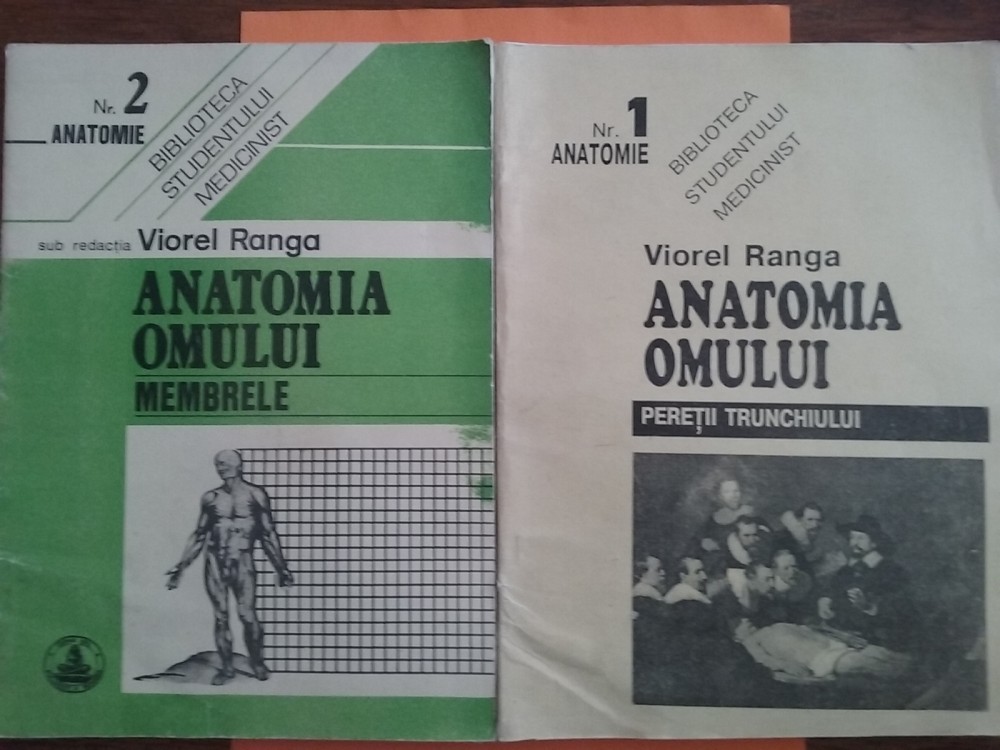 Nr. 2
ANATOMIE
BIBLIOTECA
STUDENTULUI
MEDICINIST
sub redacția Viorel Ranga
ANATOMIA
OMULUI
MEMBRELE
Nr. 1
ANATOMIE
BIBLIOTECA
STUDENTULUI
MEDICINIST
Viorel Ranga
ANATOMIA
OMULUI
PEREȚII TRUNCHIULUI